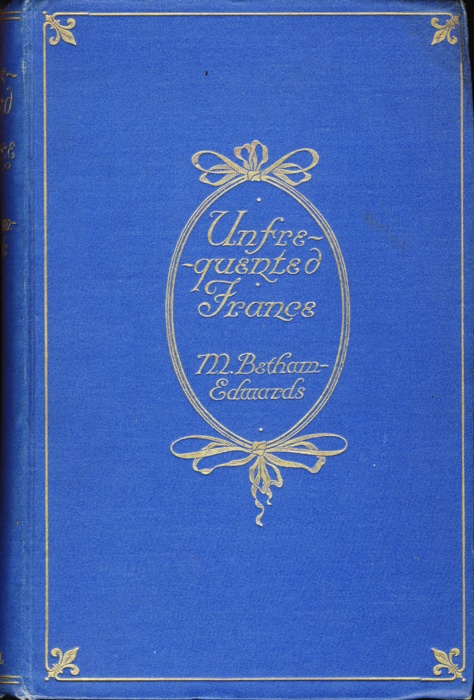 Unfre-
-quented
France
M. Betham-
Edwards